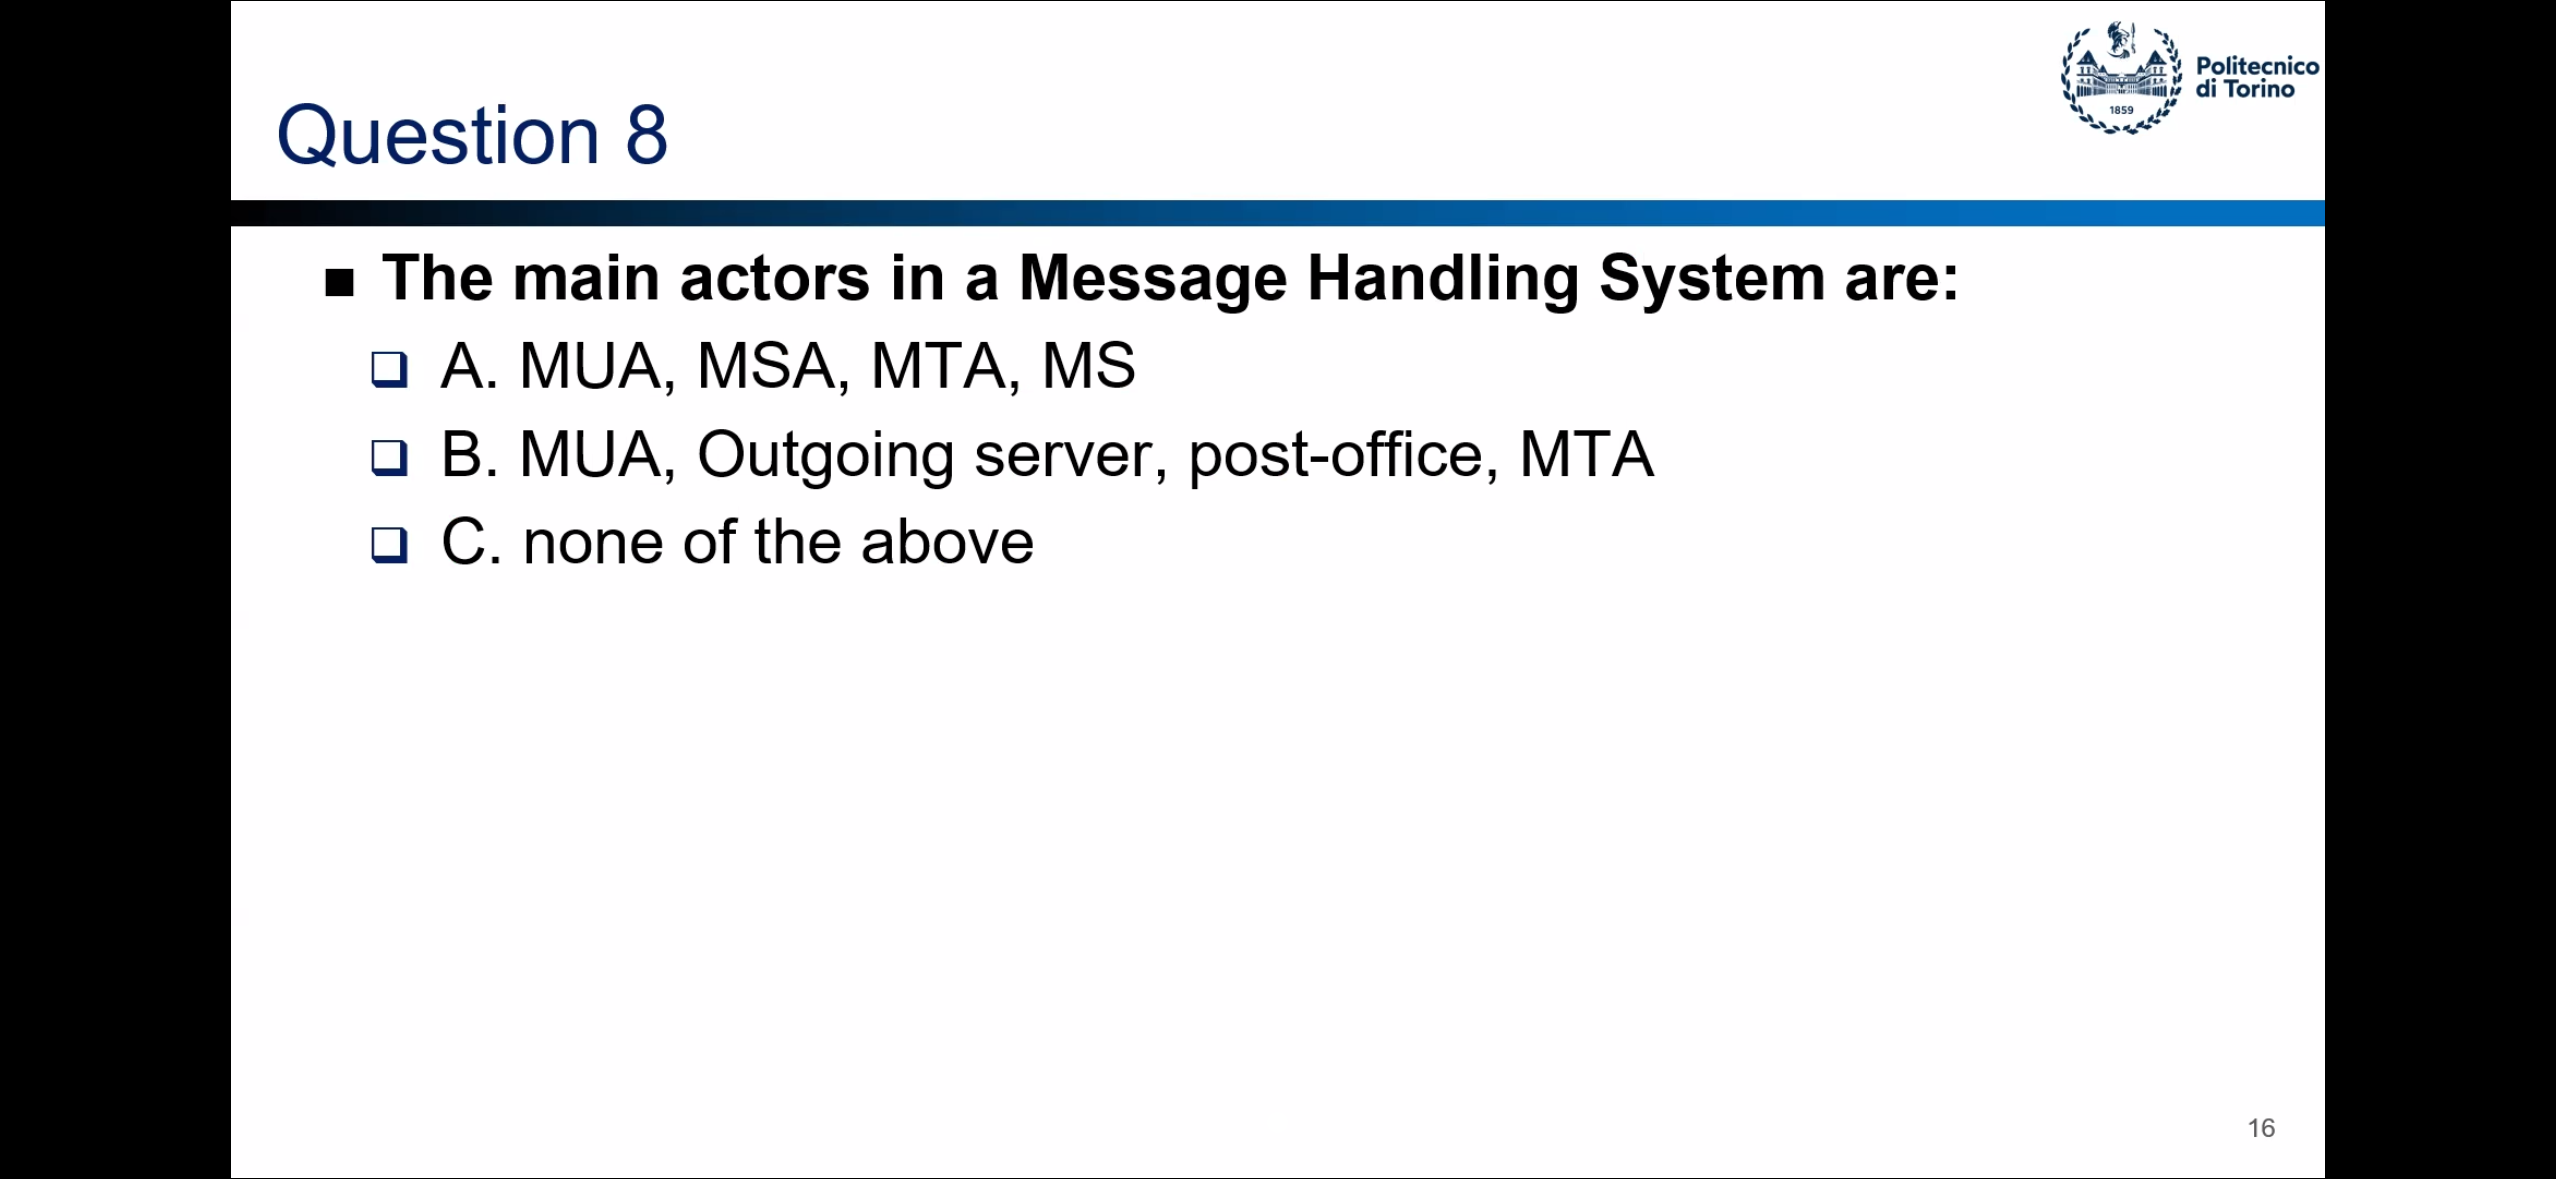 Politecnico
di Torino
1859
Question 8
■ The main actors in a Message Handling System are:
❑ A. MUA, MSA, MTA, MS
❑ B. MUA, Outgoing server, post-office, MTA
❑ C. none of the above
16